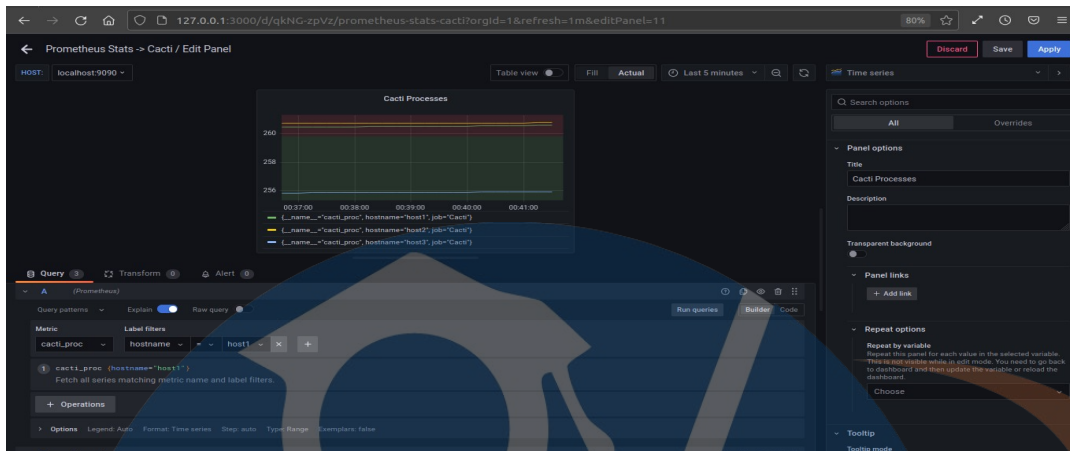 127.0.0.1:3000/d/qkNG-zpVz/prometheus-stats-cacti?orgId=1&refresh=1m&editPanel=11
80%
Prometheus Stats -> Cacti / Edit Panel
Discard Save Apply
HOST: localhost:9090
Table view Fill Actual Last 5 minutes
Time series
Cacti Processes
260
258
256
00:37:00 00:38:00 00:39:00 00:40:00 00:41:00
{__name__="cacti_proc", hostname="host1", job="Cacti"}
{__name__="cacti_proc", hostname="host2", job="Cacti"}
{__name__="cacti_proc", hostname="host3", job="Cacti"}
Query 3 Transform 0 Alert 0
A (Prometheus)
Query patterns Explain Raw query Run queries Builder Code
Metric Label filters
cacti_proc hostname = host1 × +
1 cacti_proc {hostname="host1"}
Fetch all series matching metric name and label filters.
+ Operations
> Options Legend: Auto Format: Time series Step: auto Type: Range Exemplars: false
Search options
All Overrides
Panel options
Title
Cacti Processes
Description
Transparent background
Panel links
+ Add link
Repeat options
Repeat by variable
Repeat this panel for each value in the selected variable.
This is not visible while in edit mode. You need to go back
to dashboard and then update the variable or reload the
dashboard.
Choose
Tooltip
Tooltip mode